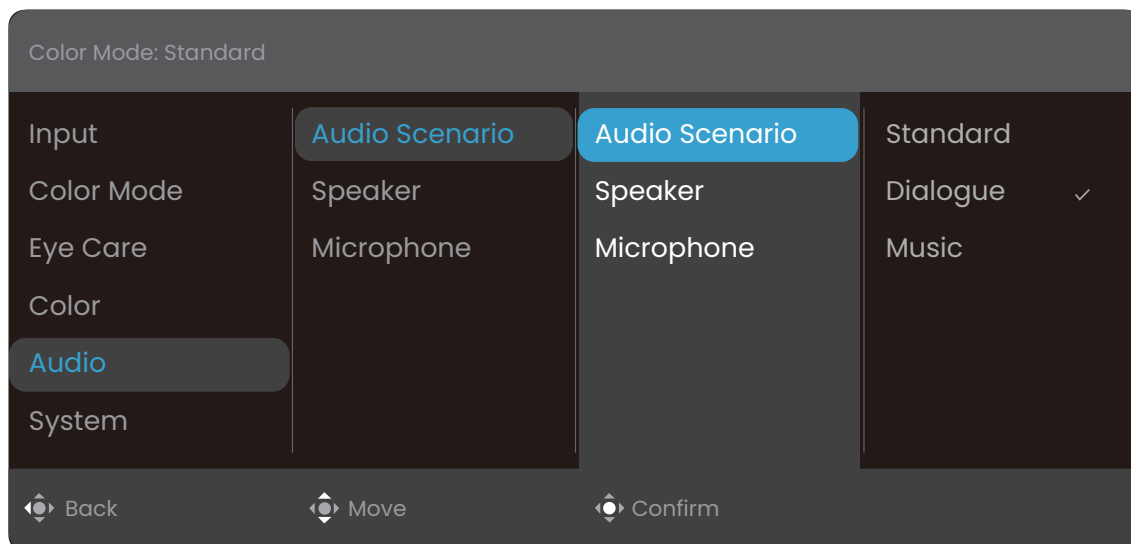 Color Mode: Standard
Input
Color Mode
Eye Care
Color
Audio
System
Audio Scenario
Speaker
Microphone
Audio Scenario
Speaker
Microphone
Standard
Dialogue
Music
Back
Move
Confirm